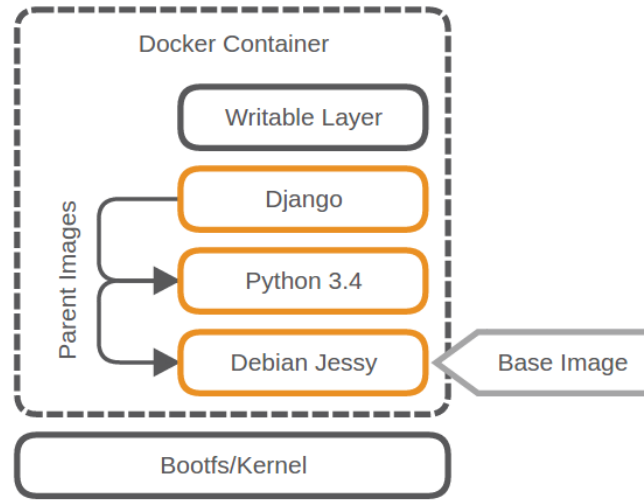 Docker Container
Writable Layer
Django
Parent Images
Python 3.4
Debian Jessy
Base Image
Bootfs/Kernel